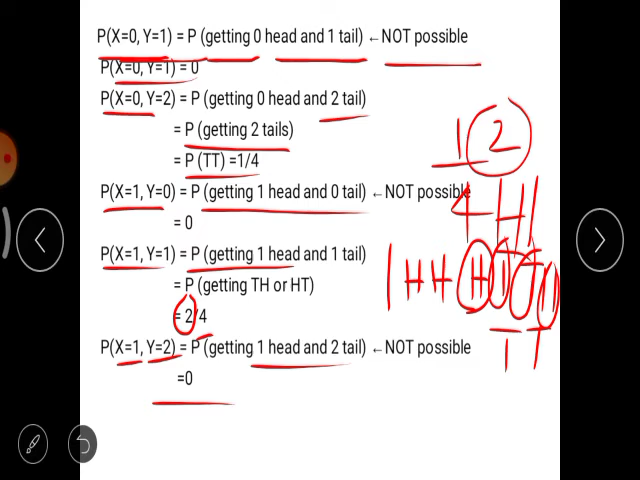 P(X=0, Y=1) = P (getting 0 head and 1 tail) ←NOT possible
P(X=0, Y=1) = 0
P(X=0, Y=2) = P (getting 0 head and 2 tail)
= P (getting 2 tails)
= P (TT) =1/4
P(X=1, Y=0) = P (getting 1 head and 0 tail) ←NOT possible
= 0
P(X=1, Y=1) = P (getting 1 head and 1 tail)
= P (getting TH or HT)
= 2/4
P(X=1, Y=2) = P (getting 1 head and 2 tail) ←NOT possible
=0
1 2
4
H H
T T